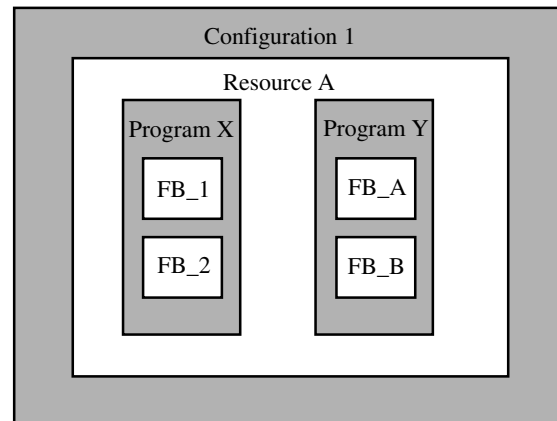 Configuration 1
Resource A
Program X
Program Y
FB_1
FB_A
FB_2
FB_B